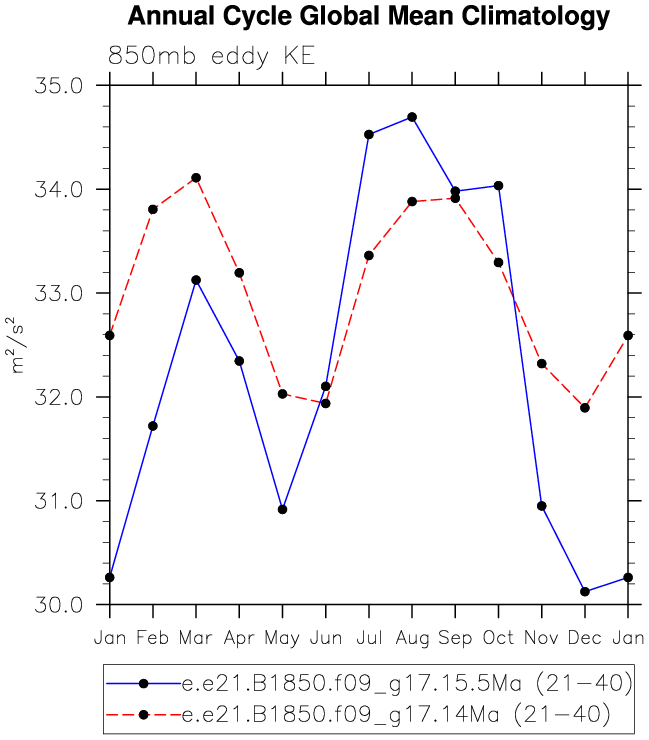 Annual Cycle Global Mean Climatology
850mb eddy KE
35.0
34.0
33.0
32.0
31.0
30.0
m²/s²
Jan Feb Mar Apr May Jun Jul Aug Sep Oct Nov Dec Jan
e.e21.B1850.f09_g17.15.5Ma (21−40)
e.e21.B1850.f09_g17.14Ma (21−40)